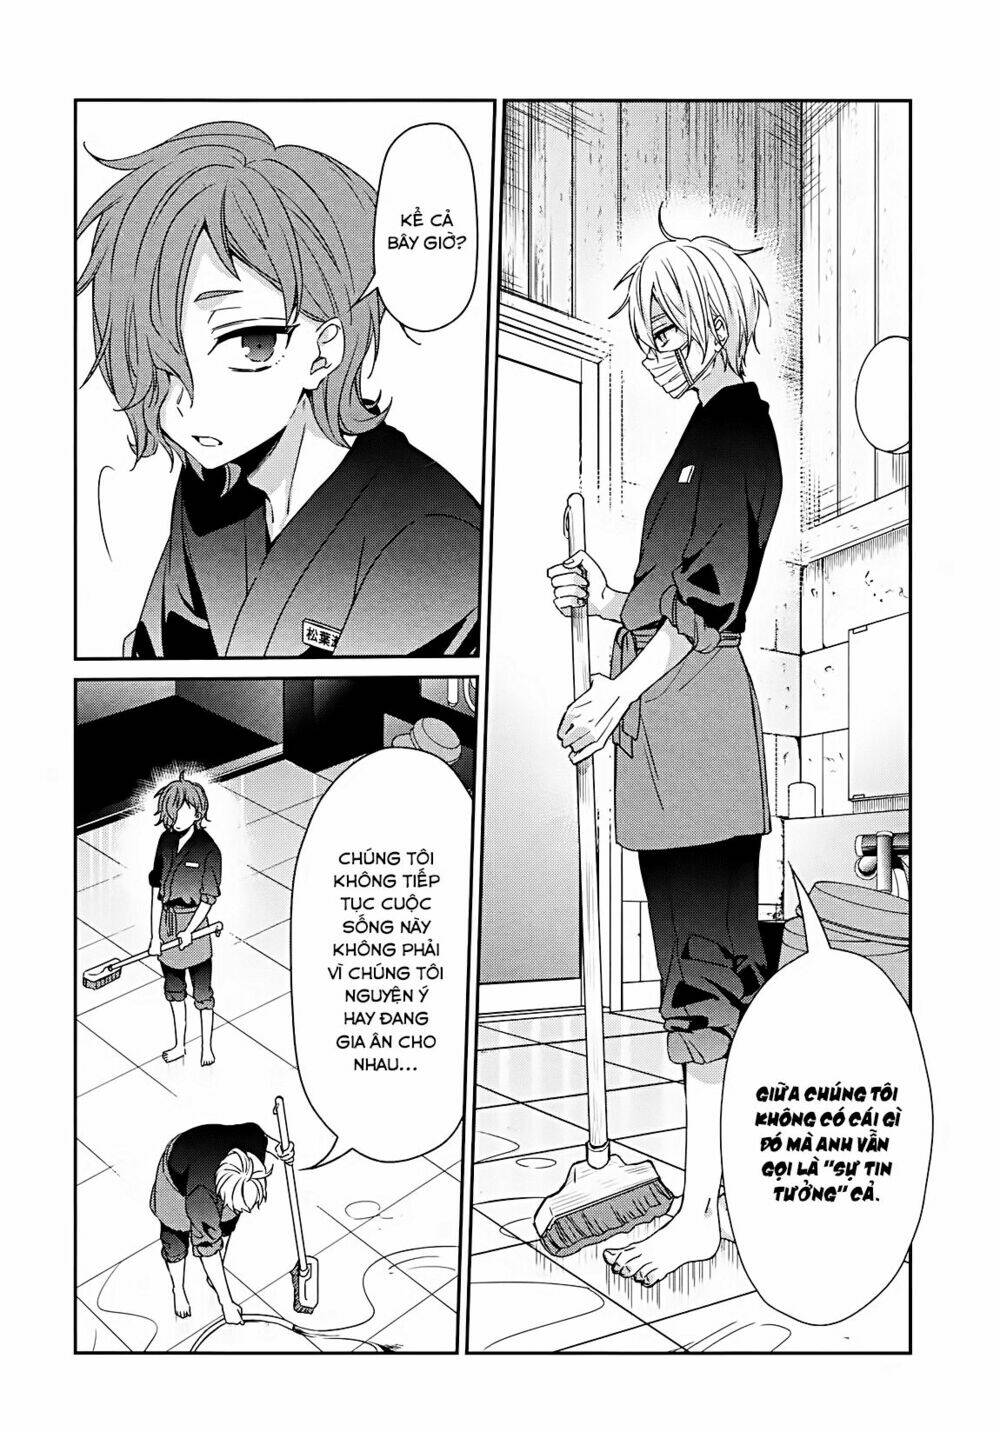 KỂ CẢ
BÂY GIỜ?
松葉
CHÚNG TÔI
KHÔNG TIẾP
TỤC CUỘC
SỐNG NÀY
KHÔNG PHẢI
VÌ CHÚNG TÔI
NGUYỆN Ý
HAY ĐANG
GIA ÂN CHO
NHAU...
GIỮA CHÚNG TÔI
KHÔNG CÓ CÁI GÌ
ĐÓ MÀ ANH VẪN
GỌI LÀ "SỰ TIN
TƯỞNG" CẢ.